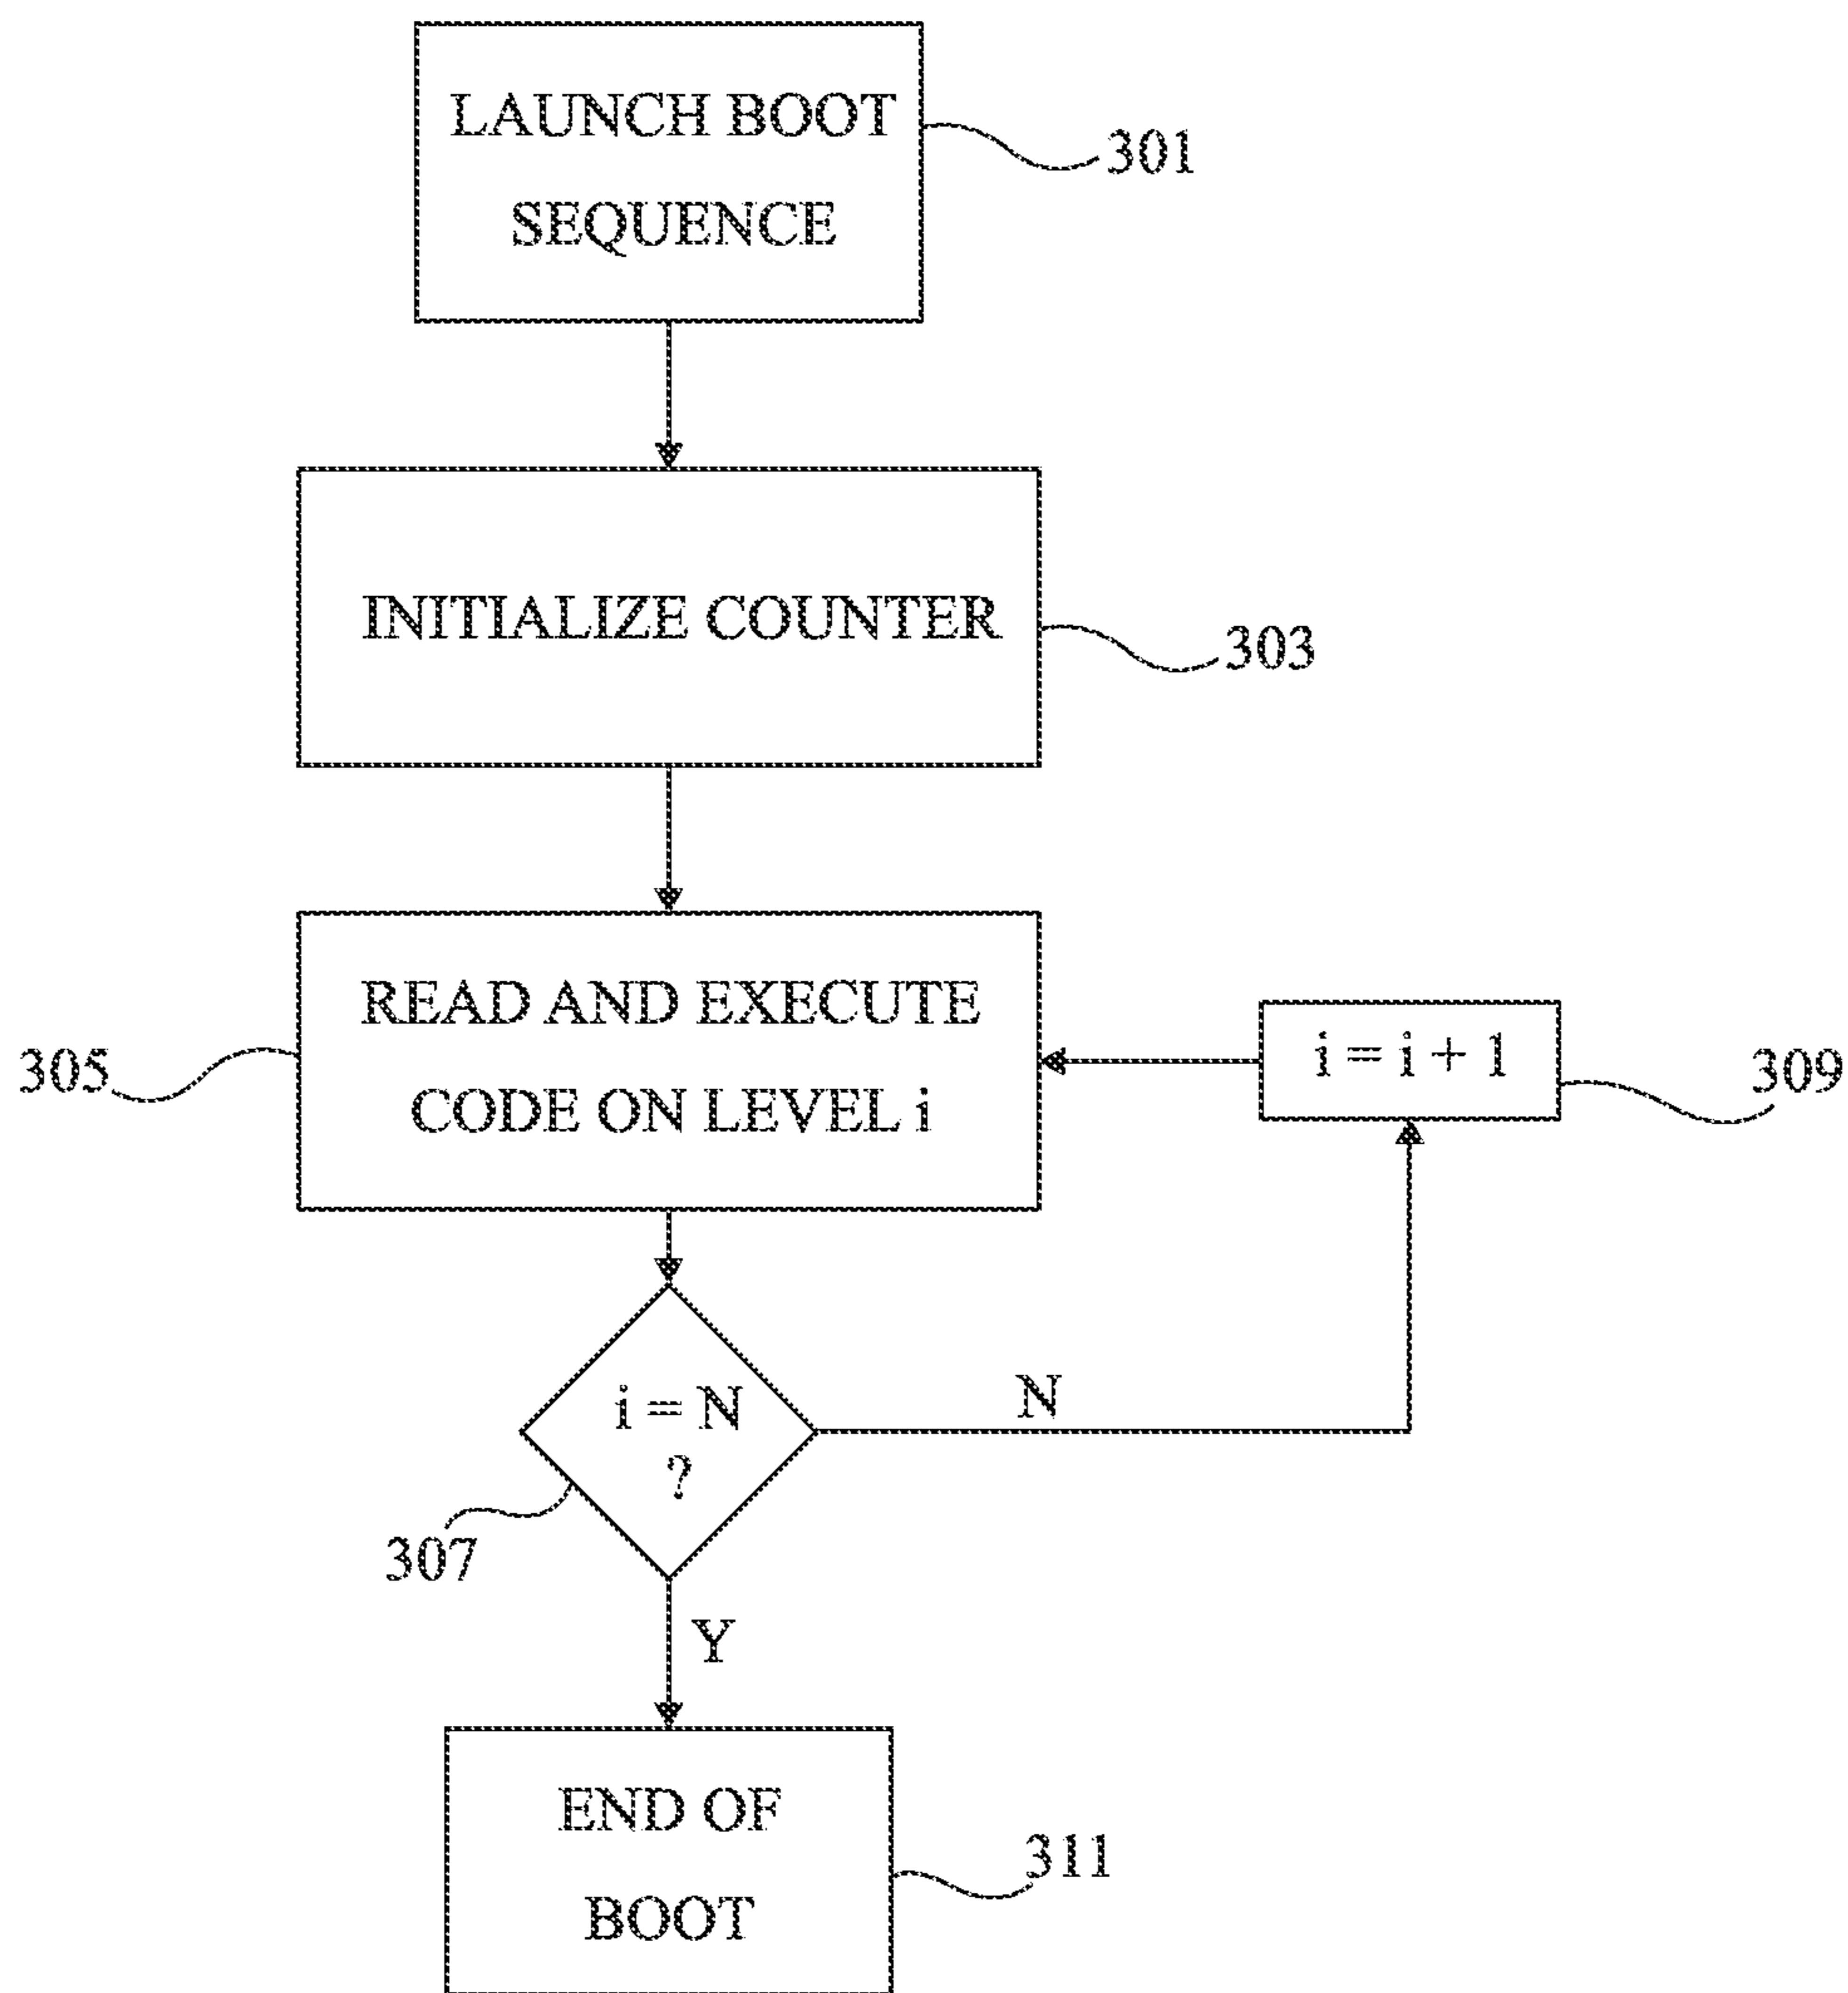 LAUNCH BOOT
SEQUENCE
301
INITIALIZE COUNTER
303
READ AND EXECUTE
CODE ON LEVEL i
305
i = i + 1
309
i = N
?
N
307
Y
END OF
BOOT
311